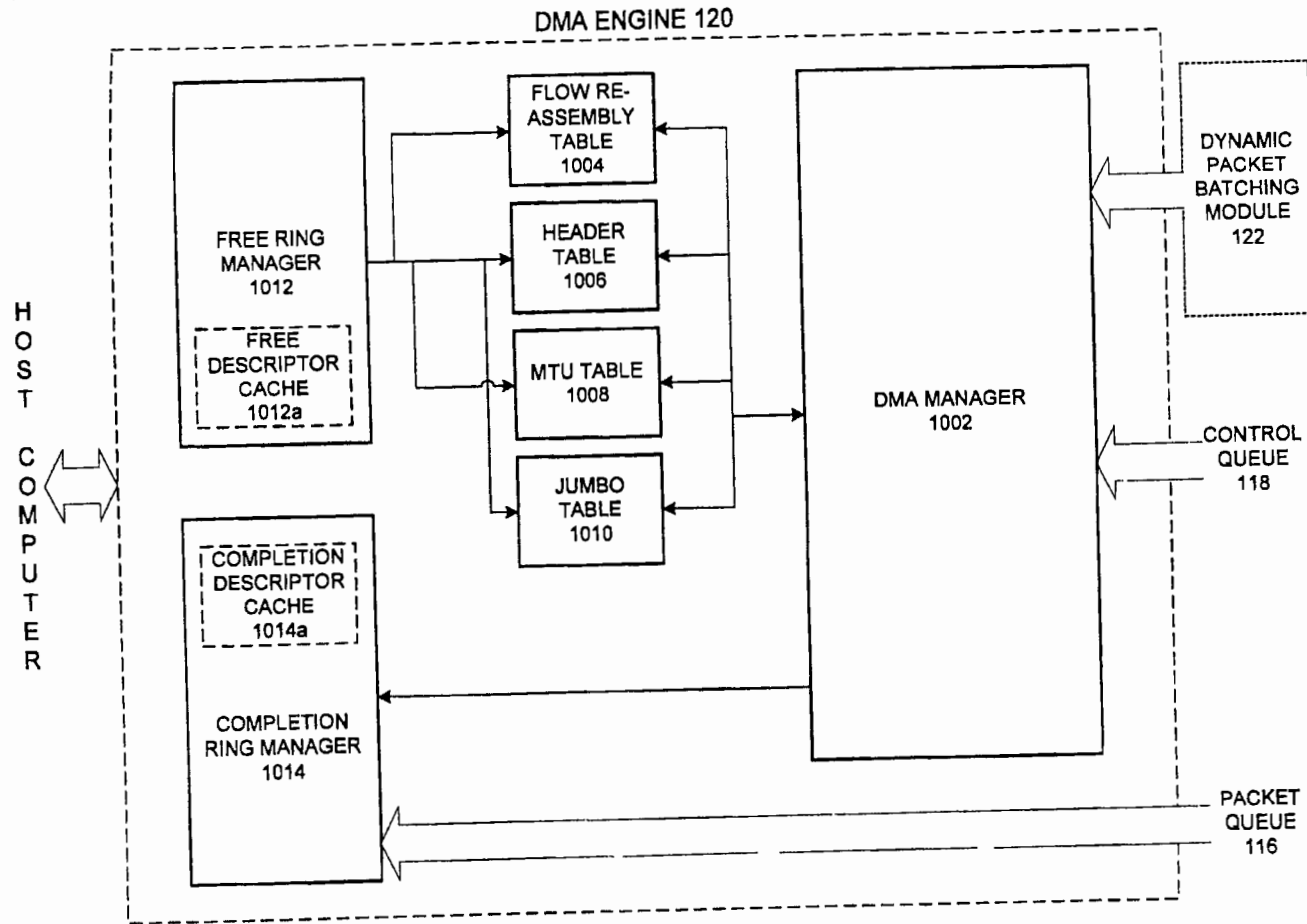 DMA ENGINE 120
FLOW RE-
ASSEMBLY
TABLE
1004
DYNAMIC
PACKET
BATCHING
MODULE
122
FREE RING
MANAGER
1012
HEADER
TABLE
1006
FREE
DESCRIPTOR
CACHE
1012a
MTU TABLE
1008
DMA MANAGER
1002
HOST COMPUTER
CONTROL
QUEUE
118
JUMBO
TABLE
1010
COMPLETION
DESCRIPTOR
CACHE
1014a
COMPLETION
RING MANAGER
1014
PACKET
QUEUE
116